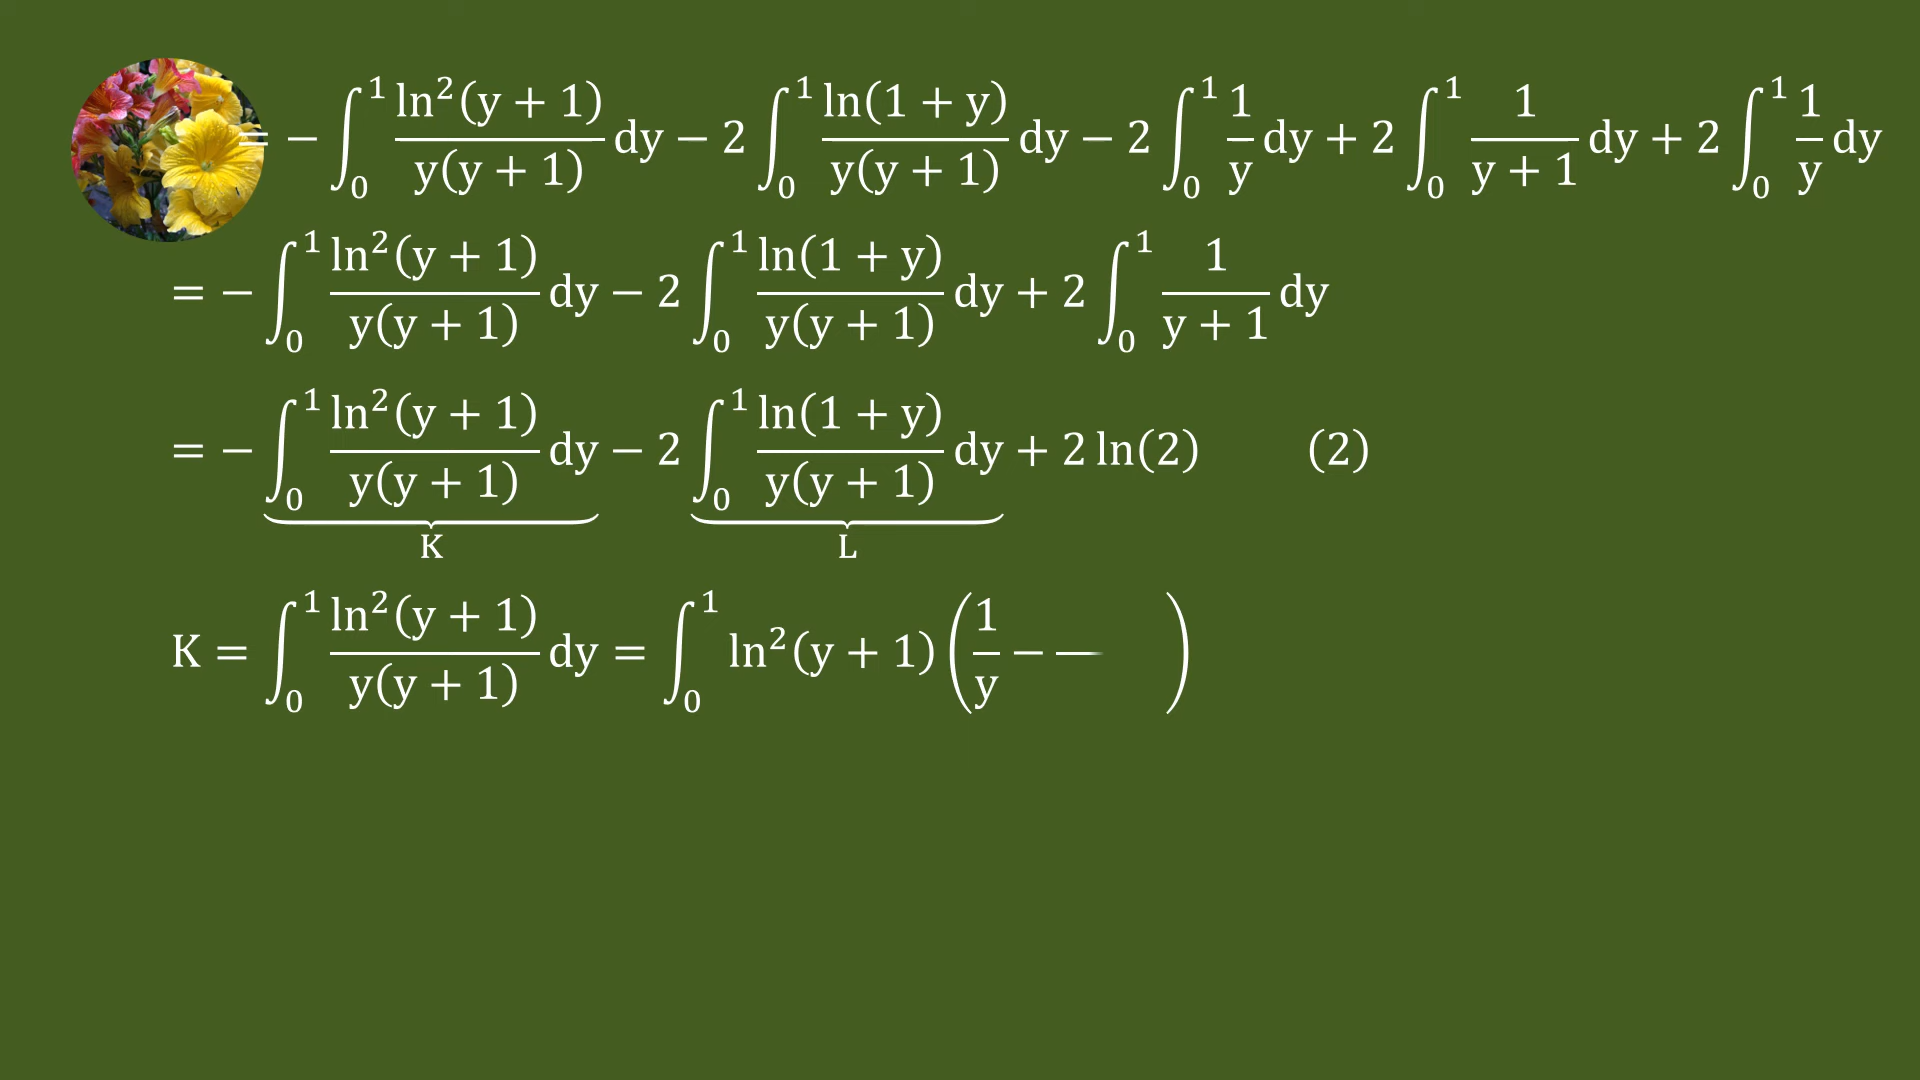 = − ∫₀¹ ln²(y + 1)/y(y + 1) dy − 2 ∫₀¹ ln(1 + y)/y(y + 1) dy − 2 ∫₀¹ 1/y dy + 2 ∫₀¹ 1/y + 1 dy + 2 ∫₀¹ 1/y dy
= − ∫₀¹ ln²(y + 1)/y(y + 1) dy − 2 ∫₀¹ ln(1 + y)/y(y + 1) dy + 2 ∫₀¹ 1/y + 1 dy
= − ∫₀¹ ln²(y + 1)/y(y + 1) dy − 2 ∫₀¹ ln(1 + y)/y(y + 1) dy + 2 ln(2) (2)
K L
K = ∫₀¹ ln²(y + 1)/y(y + 1) dy = ∫₀¹ ln²(y + 1) (1/y − — )